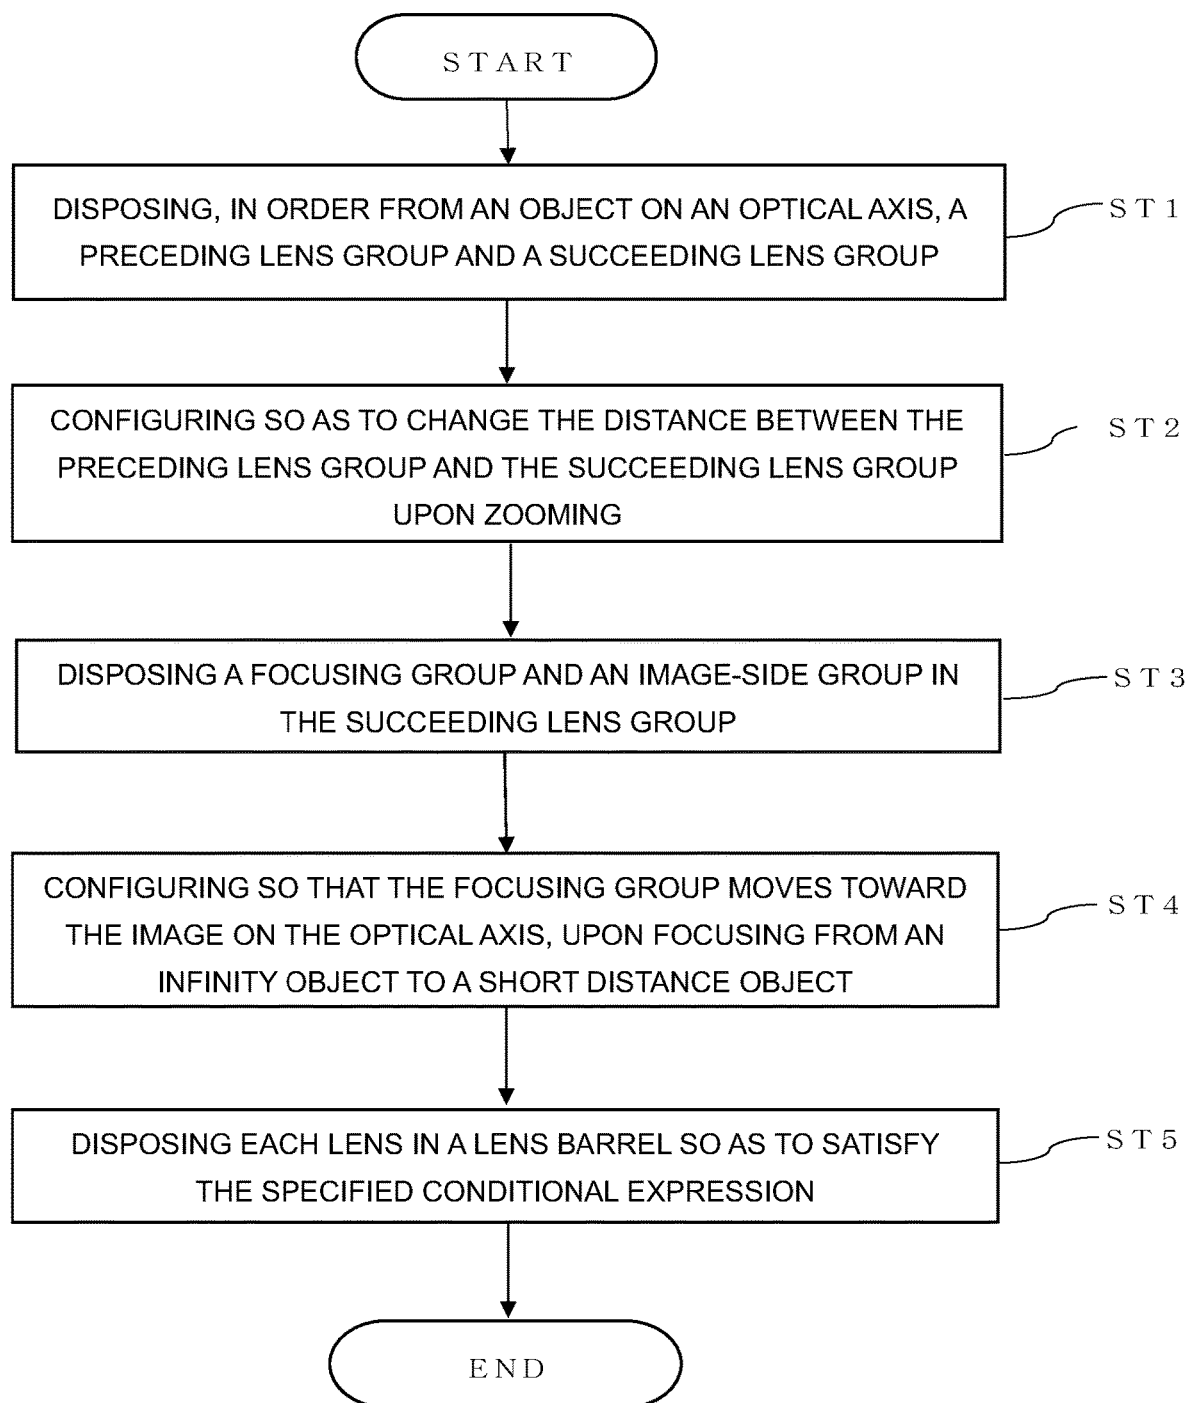 START
DISPOSING, IN ORDER FROM AN OBJECT ON AN OPTICAL AXIS, A
PRECEDING LENS GROUP AND A SUCCEEDING LENS GROUP
ST1
CONFIGURING SO AS TO CHANGE THE DISTANCE BETWEEN THE
PRECEDING LENS GROUP AND THE SUCCEEDING LENS GROUP
UPON ZOOMING
ST2
DISPOSING A FOCUSING GROUP AND AN IMAGE-SIDE GROUP IN
THE SUCCEEDING LENS GROUP
ST3
CONFIGURING SO THAT THE FOCUSING GROUP MOVES TOWARD
THE IMAGE ON THE OPTICAL AXIS, UPON FOCUSING FROM AN
INFINITY OBJECT TO A SHORT DISTANCE OBJECT
ST4
DISPOSING EACH LENS IN A LENS BARREL SO AS TO SATISFY
THE SPECIFIED CONDITIONAL EXPRESSION
ST5
END